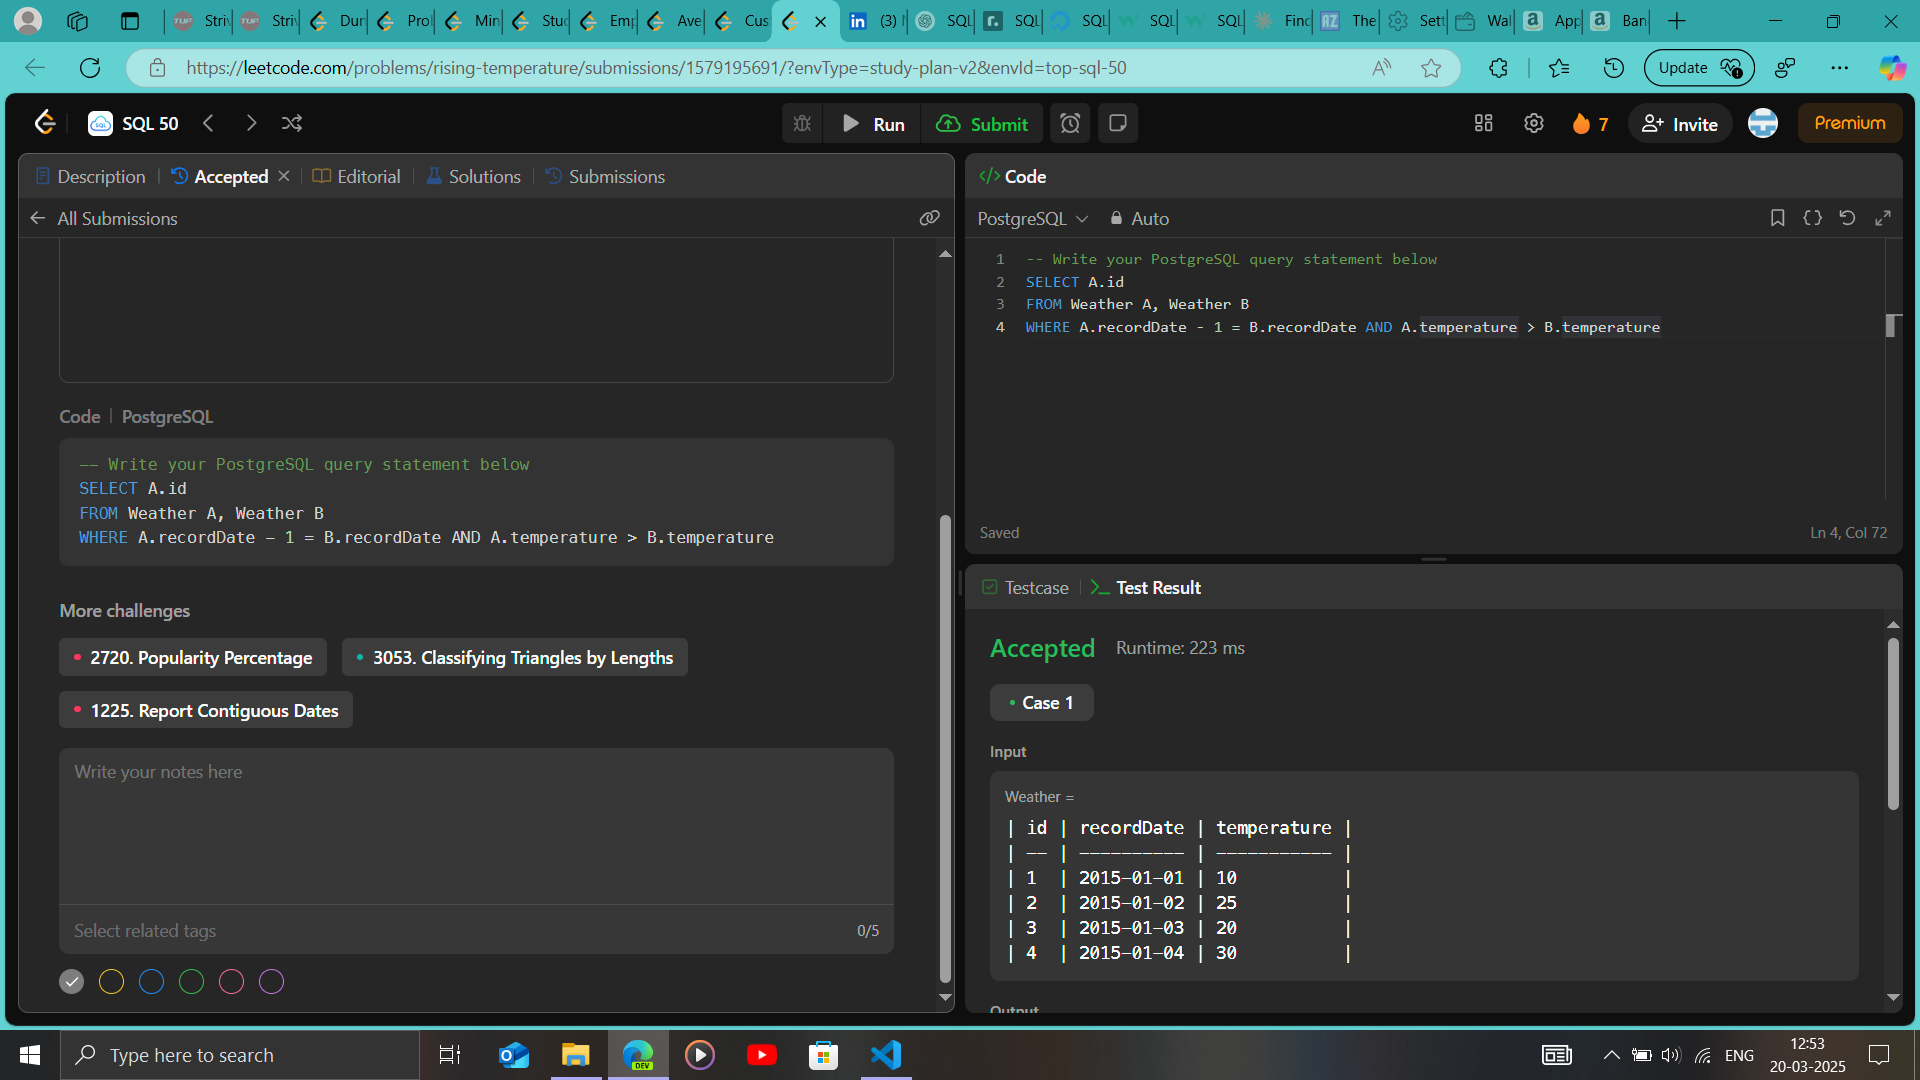 Striv
Striv
Dur
Prol
Min
Stud
Emp
Ave
Cus
(3)
SQL
SQL
SQL
SQL
SQL
Finc
The
Sett
Wal
App
Ban
https://leetcode.com/problems/rising-temperature/submissions/1579195691/?envType=study-plan-v2&envId=top-sql-50
Update
SQL 50
Run
Submit
7
Invite
Premium
Description
Accepted
Editorial
Solutions
Submissions
All Submissions
Code | PostgreSQL
-- Write your PostgreSQL query statement below
SELECT A.id
FROM Weather A, Weather B
WHERE A.recordDate - 1 = B.recordDate AND A.temperature > B.temperature
More challenges
2720. Popularity Percentage
3053. Classifying Triangles by Lengths
1225. Report Contiguous Dates
Write your notes here
Select related tags
0/5
</> Code
PostgreSQL
Auto
1 -- Write your PostgreSQL query statement below
2 SELECT A.id
3 FROM Weather A, Weather B
4 WHERE A.recordDate - 1 = B.recordDate AND A.temperature > B.temperature
Saved
Ln 4, Col 72
Testcase
Test Result
Accepted
Runtime: 223 ms
Case 1
Input
Weather =
| id | recordDate | temperature |
| -- | ---------- | ----------- |
| 1 | 2015-01-01 | 10 |
| 2 | 2015-01-02 | 25 |
| 3 | 2015-01-03 | 20 |
| 4 | 2015-01-04 | 30 |
Output
Type here to search
DEV
ENG
12:53
20-03-2025